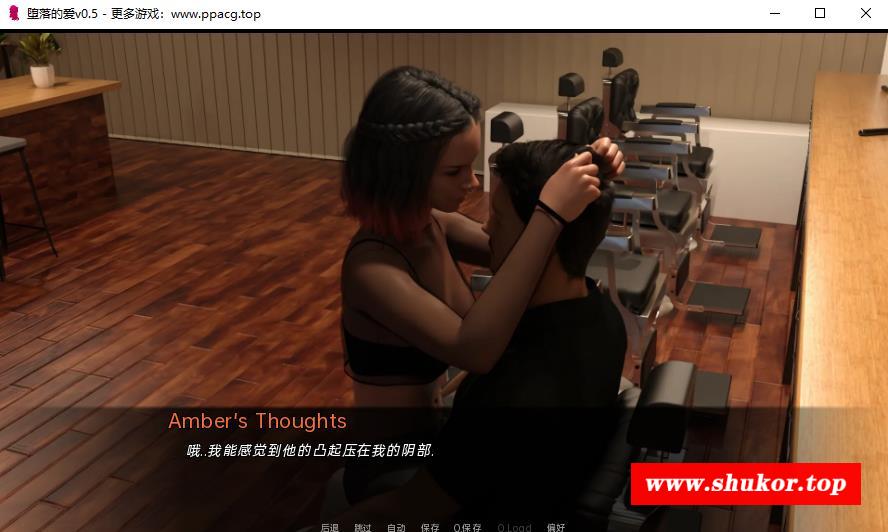 堕落的爱v0.5 - 更多游戏：www.ppacg.top
Amber's Thoughts
哦..我能感觉到他的凸起压在我的阴部.
www.shukor.top
后退 跳过 自动 保存 Q.保存 Q.Load 偏好